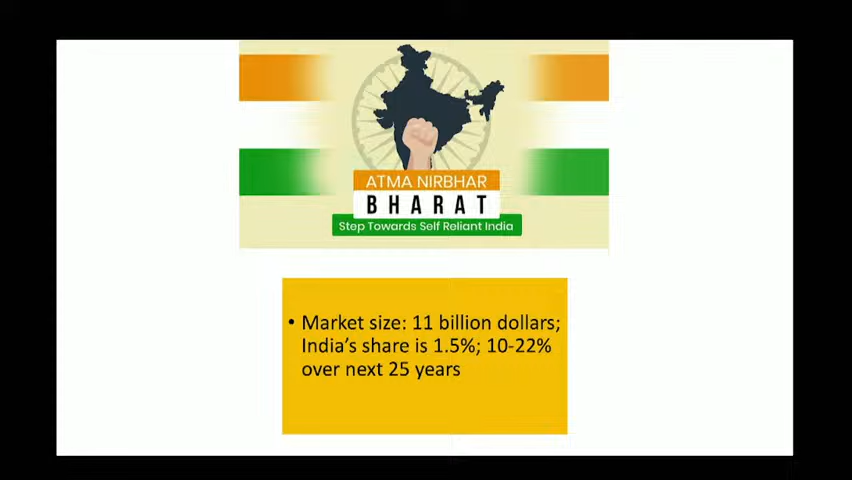 ATMA NIRBHAR
BHARAT
Step Towards Self Reliant India
• Market size: 11 billion dollars;
India's share is 1.5%; 10-22%
over next 25 years